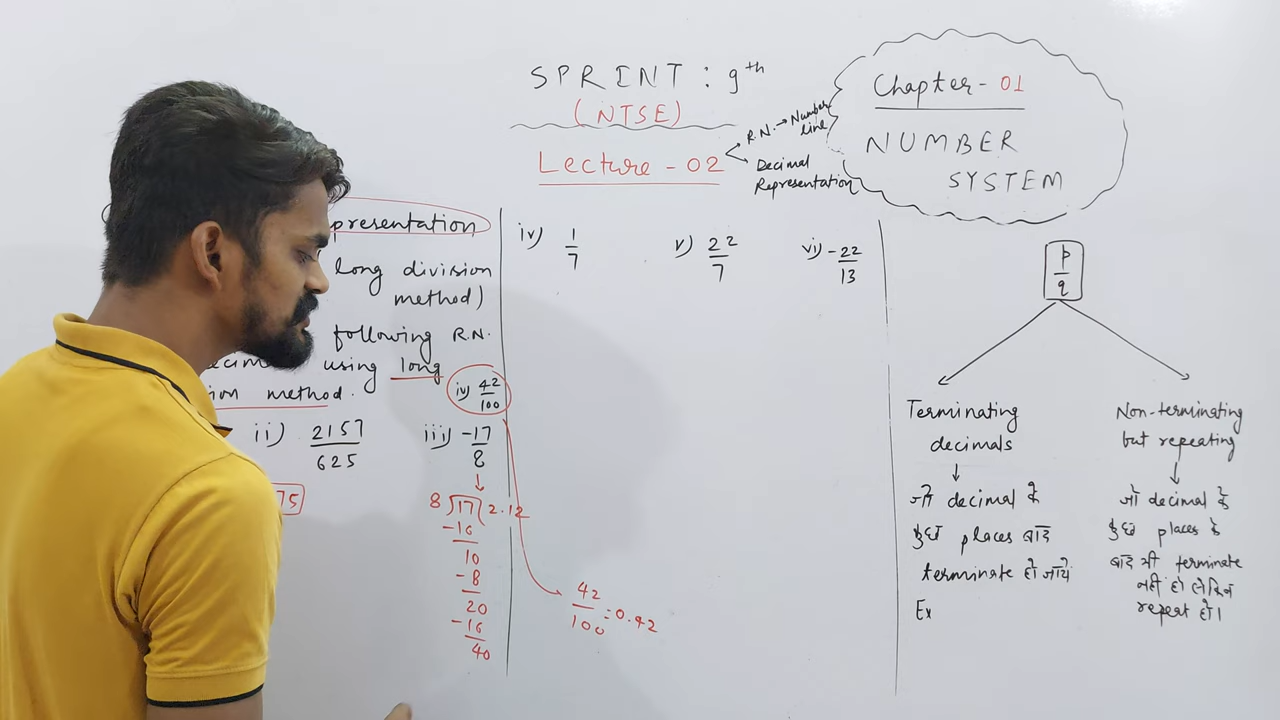 SPRINT : 9th
(NTSE)
Lecture - 02
R.N. → Number
line
Decimal
Representation
Chapter - 01
NUMBER
SYSTEM
presentation
long division
method)
following R.N.
using long
ion method.
iv) 42
100
ii) 2157
625
iii) -17
8
75
8 17 2.12
-16
10
-8
20
-16
40
iv) 1
7
v) 22
7
vi) -22
13
42
100
= 0.42
p
q
Terminating
decimals
जो decimal के
कुछ places बाद
terminate हो जाये
Ex
Non-terminating
but repeating
जो decimal के
कुछ places के
बाद भी terminate
नहीं हो लेकिन
repeat हो।